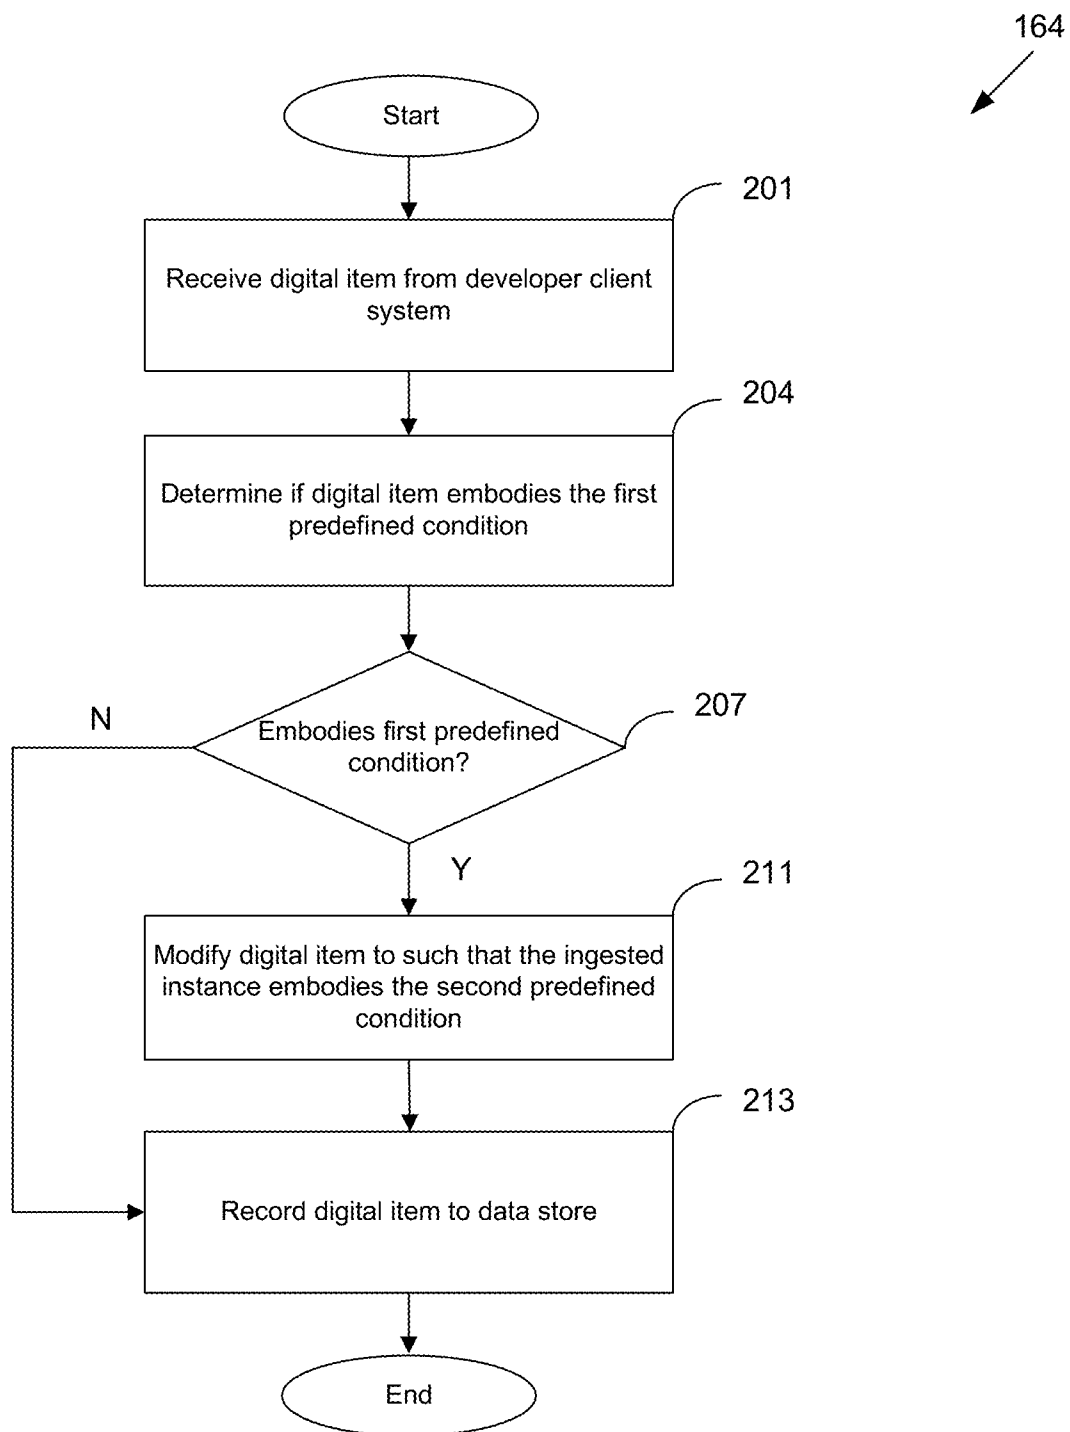 164
Start
201
Receive digital item from developer client
system
204
Determine if digital item embodies the first
predefined condition
207
N
Embodies first predefined
condition?
Y
211
Modify digital item to such that the ingested
instance embodies the second predefined
condition
213
Record digital item to data store
End